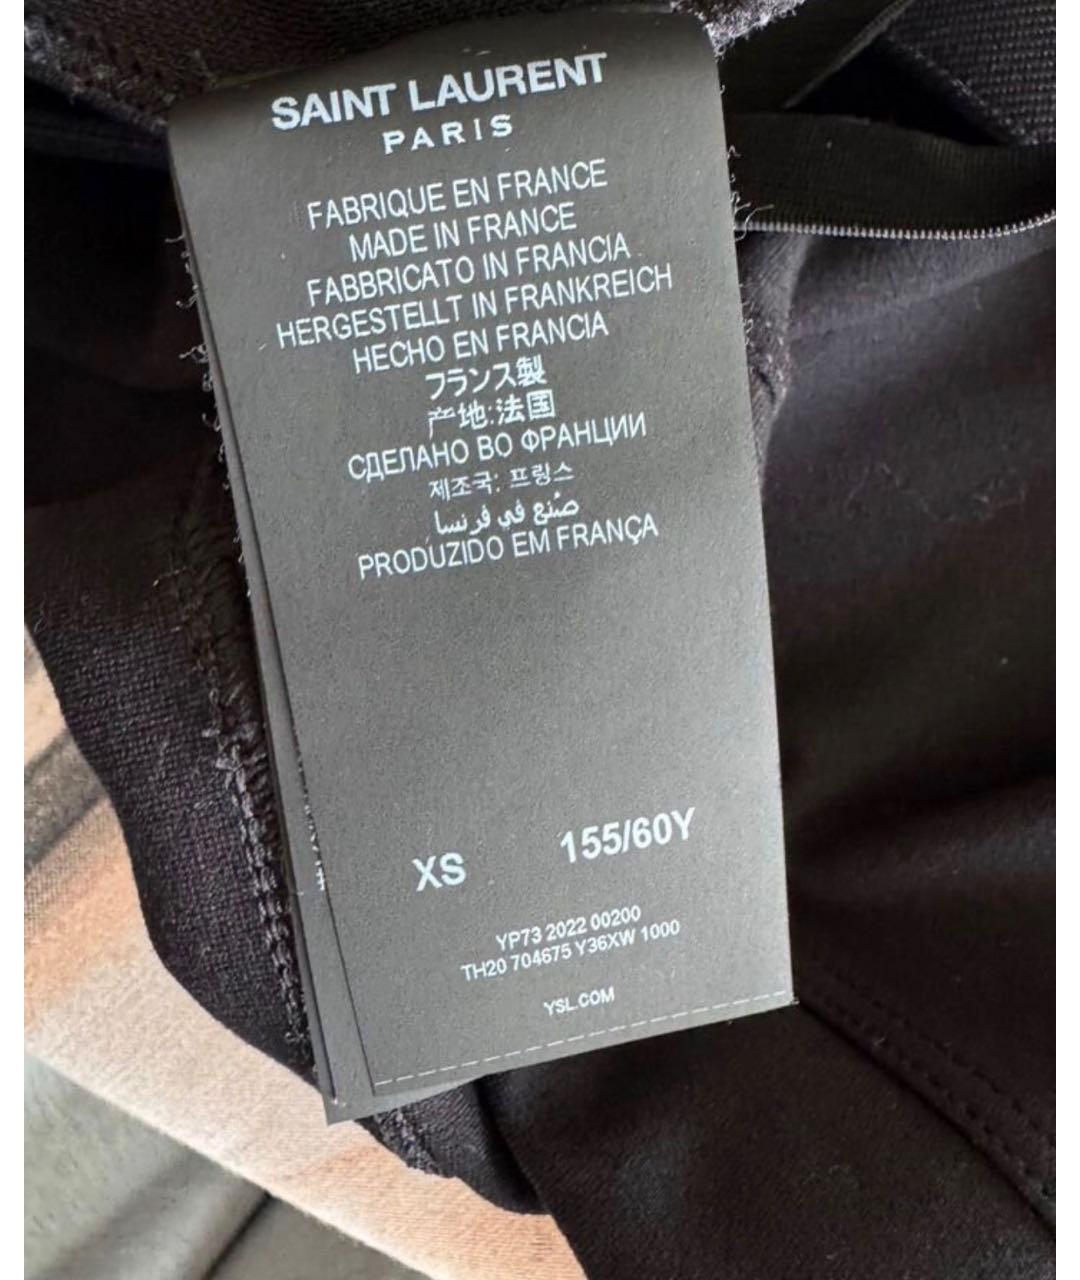 SAINT LAURENT
PARIS
FABRIQUE EN FRANCE
MADE IN FRANCE
FABBRICATO IN FRANCIA
HERGESTELLT IN FRANKREICH
HECHO EN FRANCIA
フランス製
产地:法国
СДЕЛАНО ВО ФРАНЦИИ
제조국: 프랑스
صُنع في فرنسا
PRODUZIDO EM FRANÇA
XS 155/60Y
YP73 2022 00200
TH20 704675 Y36XW 1000
YSL.COM